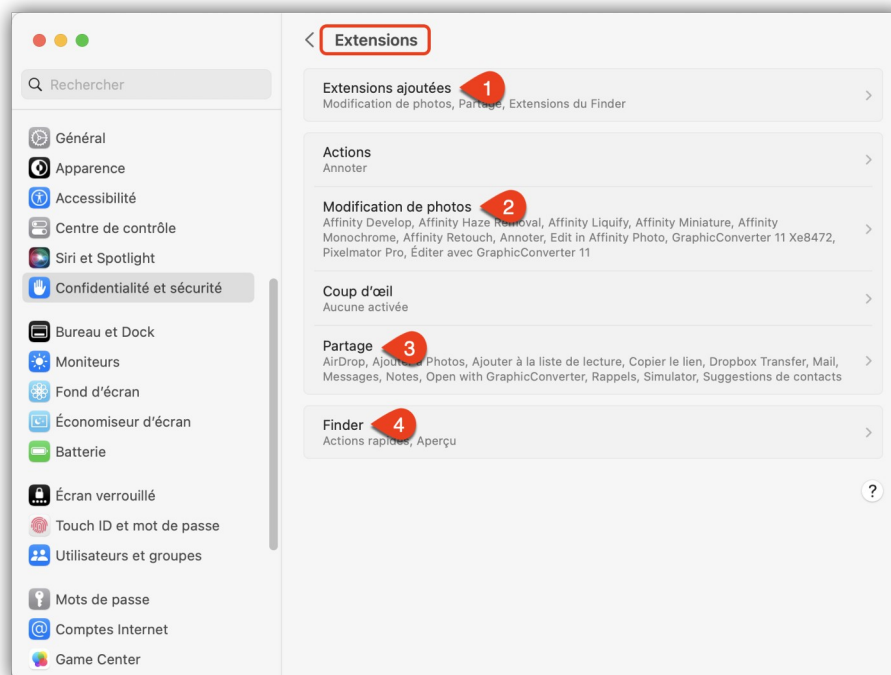 Extensions
Rechercher
Général
Apparence
Accessibilité
Centre de contrôle
Siri et Spotlight
Confidentialité et sécurité
Bureau et Dock
Moniteurs
Fond d'écran
Économiseur d'écran
Batterie
Écran verrouillé
Touch ID et mot de passe
Utilisateurs et groupes
Mots de passe
Comptes Internet
Game Center
Extensions ajoutées 1
Modification de photos, Partage, Extensions du Finder
Actions
Annoter
Modification de photos 2
Affinity Develop, Affinity Haze Removal, Affinity Liquify, Affinity Miniature, Affinity
Monochrome, Affinity Retouch, Annoter, Edit in Affinity Photo, GraphicConverter 11 Xe8472,
Pixelmator Pro, Éditer avec GraphicConverter 11
Coup d'œil
Aucune activée
Partage 3
AirDrop, Ajouter à Photos, Ajouter à la liste de lecture, Copier le lien, Dropbox Transfer, Mail,
Messages, Notes, Open with GraphicConverter, Rappels, Simulator, Suggestions de contacts
Finder 4
Actions rapides, Aperçu
?